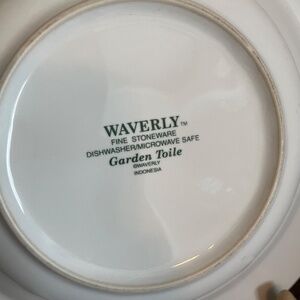 WAVERLY™
FINE STONEWARE
DISHWASHER/MICROWAVE SAFE
Garden Toile
©WAVERLY
INDONESIA